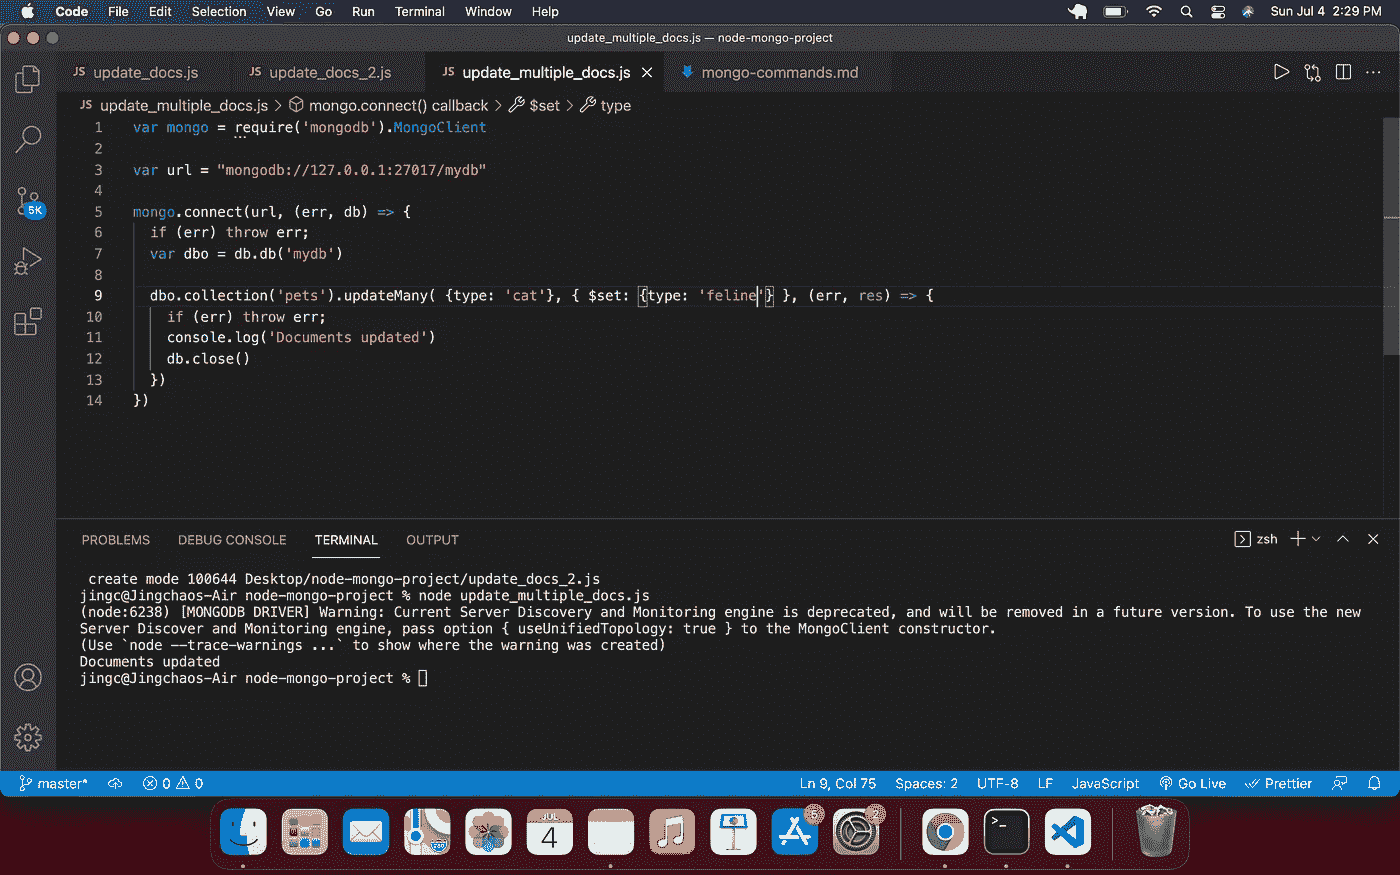 Code File Edit Selection View Go Run Terminal Window Help Sun Jul 4 2:29 PM
update_multiple_docs.js — node-mongo-project
JS update_docs.js JS update_docs_2.js JS update_multiple_docs.js mongo-commands.md
JS update_multiple_docs.js > mongo.connect() callback > $set > type
1 var mongo = require('mongodb').MongoClient
2
3 var url = "mongodb://127.0.0.1:27017/mydb"
4
5 mongo.connect(url, (err, db) => {
6 if (err) throw err;
7 var dbo = db.db('mydb')
8
9 dbo.collection('pets').updateMany( {type: 'cat'}, { $set: {type: 'feline'} }, (err, res) => {
10 if (err) throw err;
11 console.log('Documents updated')
12 db.close()
13 })
14 })
5K
PROBLEMS DEBUG CONSOLE TERMINAL OUTPUT zsh
create mode 100644 Desktop/node-mongo-project/update_docs_2.js
jingc@Jingchaos-Air node-mongo-project % node update_multiple_docs.js
(node:6238) [MONGODB DRIVER] Warning: Current Server Discovery and Monitoring engine is deprecated, and will be removed in a future version. To use the new
Server Discover and Monitoring engine, pass option { useUnifiedTopology: true } to the MongoClient constructor.
(Use `node --trace-warnings ...` to show where the warning was created)
Documents updated
jingc@Jingchaos-Air node-mongo-project %
master* 0 0 Ln 9, Col 75 Spaces: 2 UTF-8 LF JavaScript Go Live Prettier
JUL
4